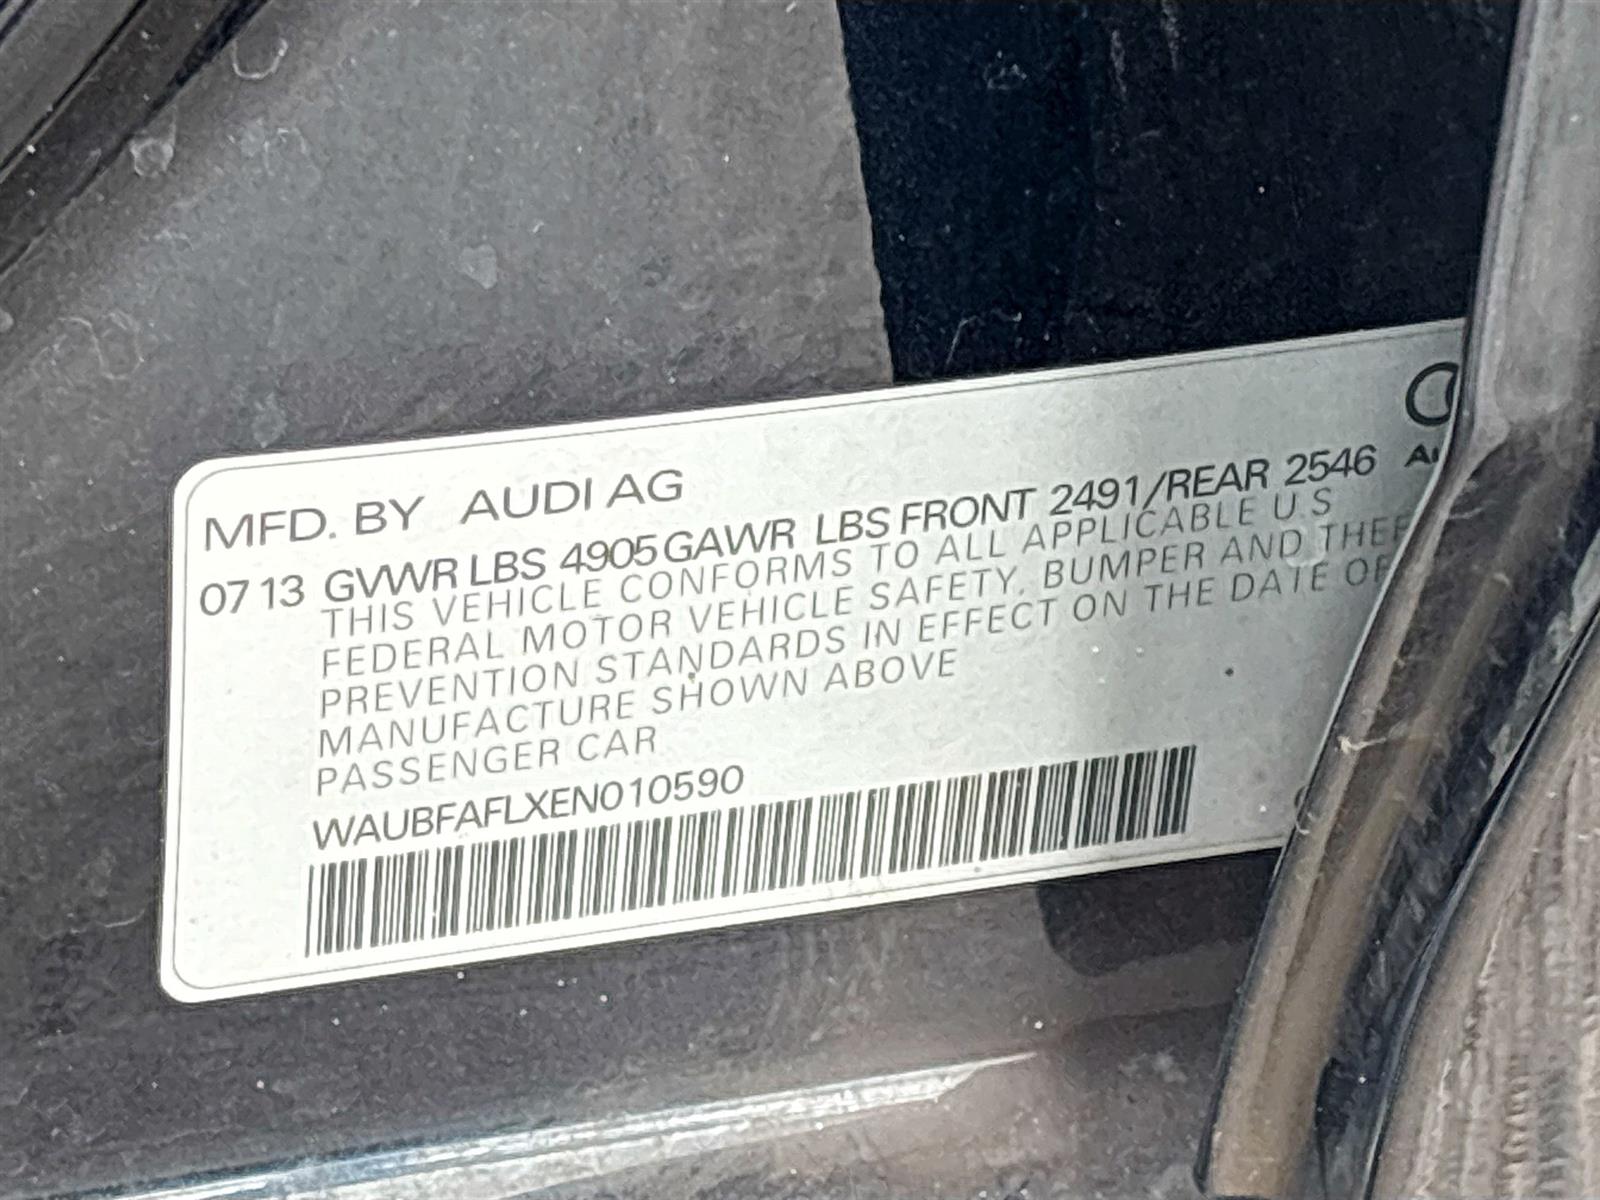 MFD. BY AUDI AG
07 13 GVWR LBS 4905 GAWR LBS FRONT 2491/REAR 2546
THIS VEHICLE CONFORMS TO ALL APPLICABLE U.S
FEDERAL MOTOR VEHICLE SAFETY, BUMPER AND THEF
PREVENTION STANDARDS IN EFFECT ON THE DATE OF
MANUFACTURE SHOWN ABOVE
PASSENGER CAR
WAUBFAFLXEN010590